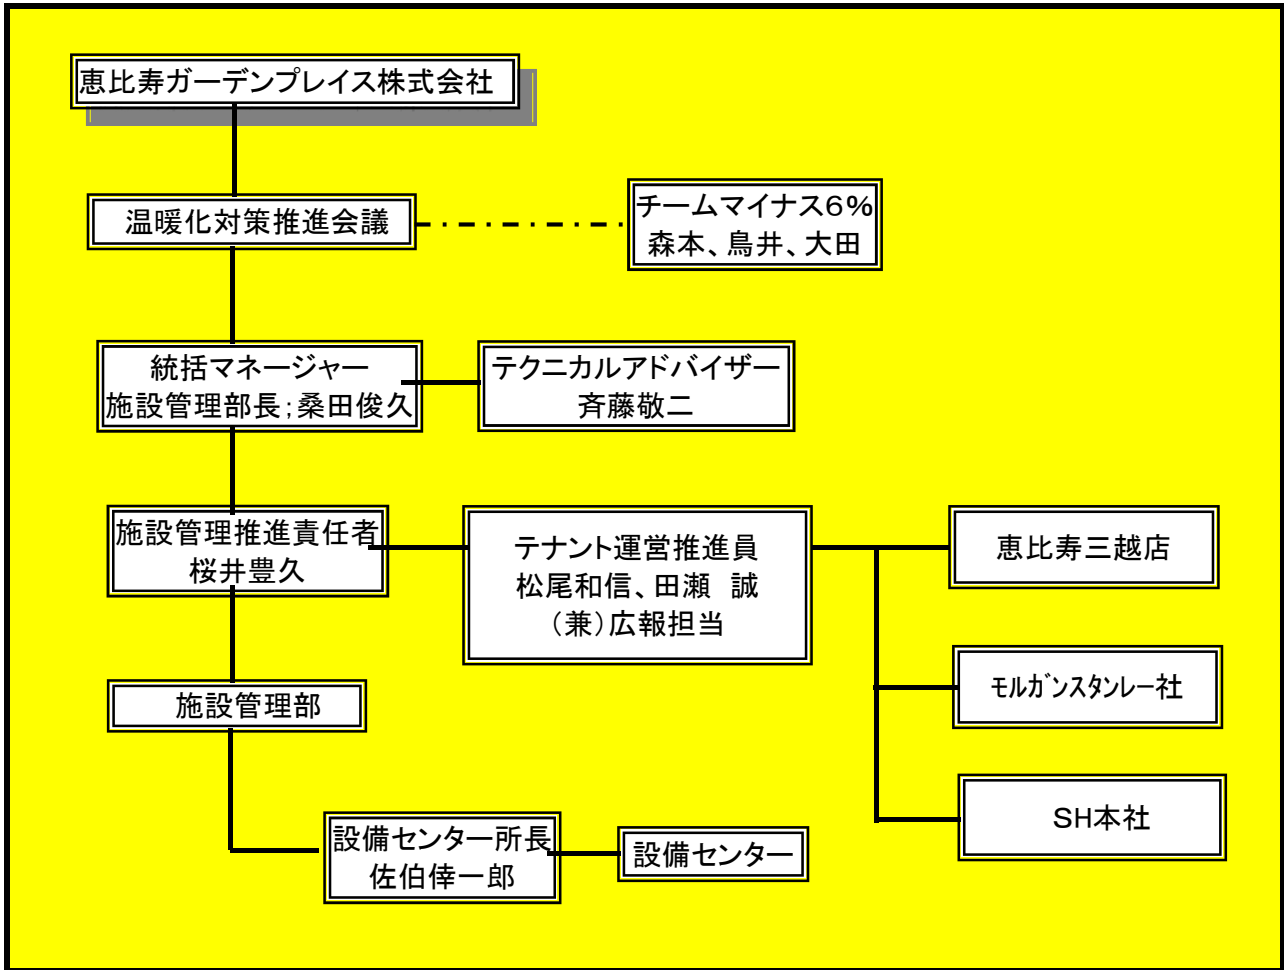 恵比寿ガーデンプレイス株式会社
温暖化対策推進会議
チームマイナス6%
森本、鳥井、大田
統括マネージャー
施設管理部長;桑田俊久
テクニカルアドバイザー
斉藤敬二
施設管理推進責任者
桜井豊久
テナント運営推進員
松尾和信、田瀬　誠
(兼)広報担当
恵比寿三越店
ﾓﾙｶﾞﾝｽﾀﾝﾚｰ社
施設管理部
SH本社
設備センター所長
佐伯倖一郎
設備センター